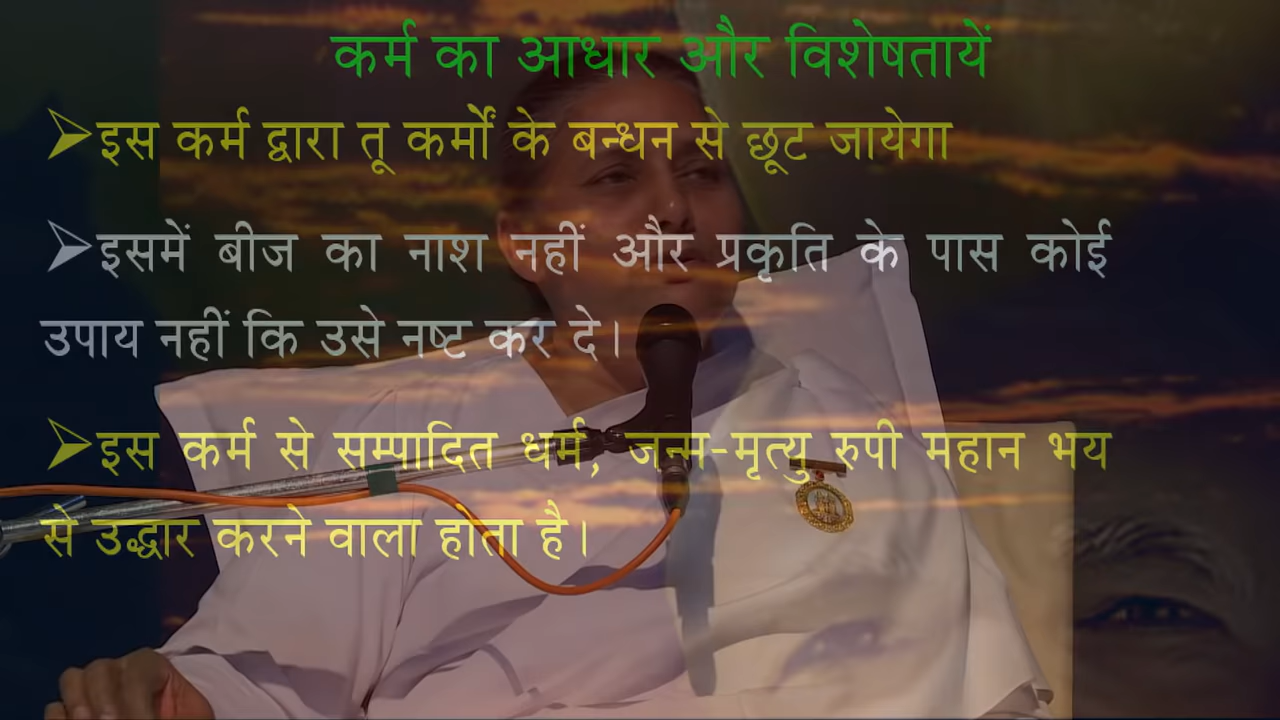 कर्म का आधार और विशेषतायें
➢इस कर्म द्वारा तू कर्मों के बन्धन से छूट जायेगा
➢इसमें बीज का नाश नहीं और प्रकृति के पास कोई
उपाय नहीं कि उसे नष्ट कर दे।
➢इस कर्म से सम्पादित धर्म, जन्म-मृत्यु रुपी महान भय
से उद्धार करने वाला हाता है।